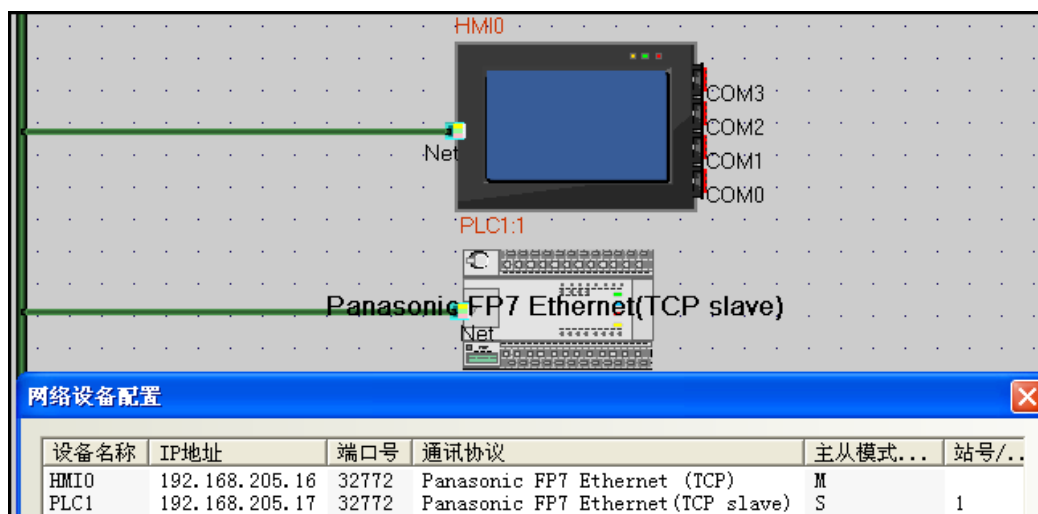 HMI0
COM3
COM2
Net
COM1
COM0
PLC1:1
Panasonic FP7 Ethernet(TCP slave)
Net
网络设备配置
设备名称 IP地址 端口号 通讯协议 主从模式... 站号/..
HMI0 192.168.205.16 32772 Panasonic FP7 Ethernet (TCP) M
PLC1 192.168.205.17 32772 Panasonic FP7 Ethernet(TCP slave) S 1